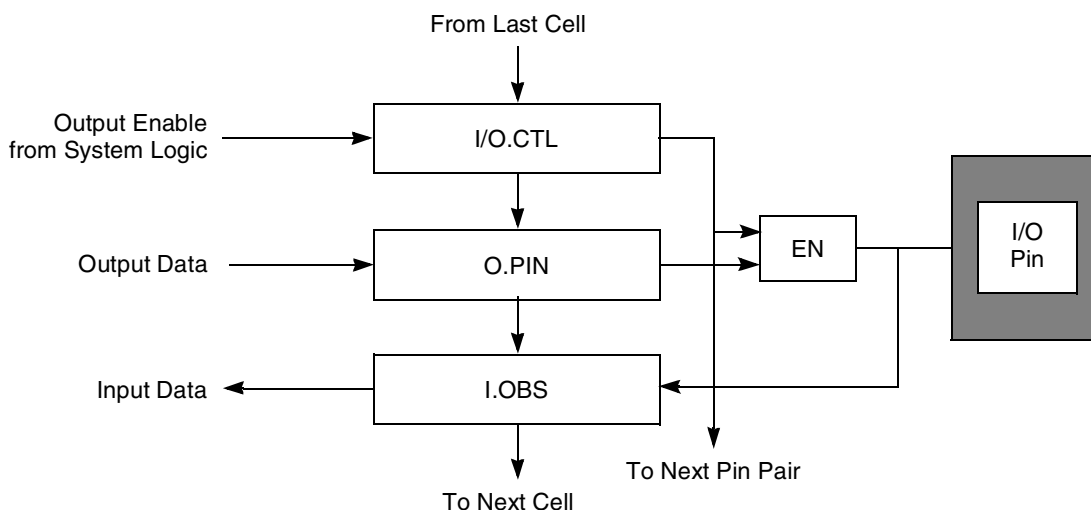 From Last Cell
Output Enable
from System Logic
I/O.CTL
Output Data
O.PIN
EN
I/O
Pin
Input Data
I.OBS
To Next Pin Pair
To Next Cell